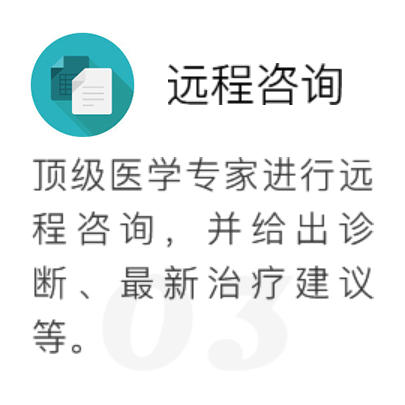 远程咨询
顶级医学专家进行远
程咨询，并给出诊
断、最新治疗建议
等。
03